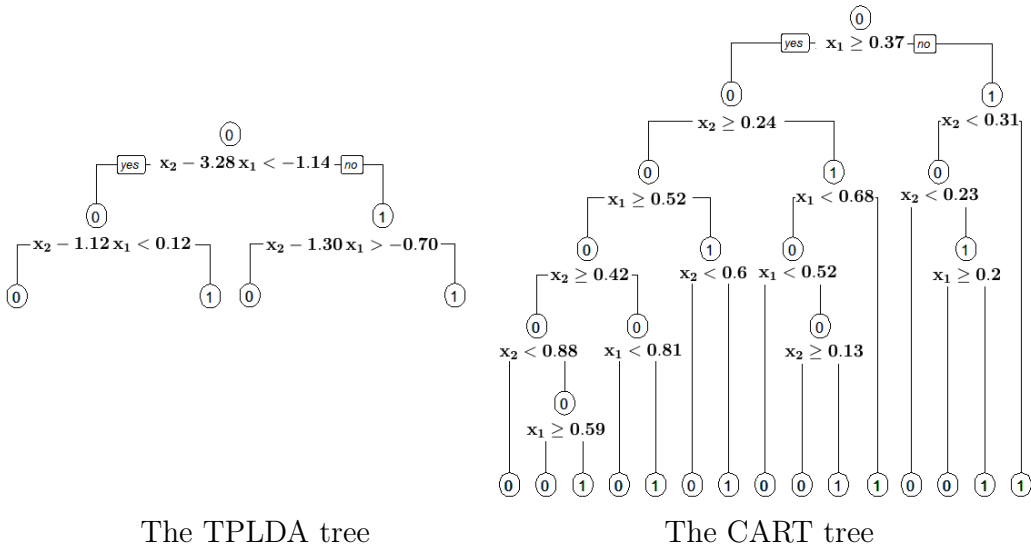 0
yes x₂ − 3.28 x₁ < −1.14 no
0 1
x₂ − 1.12 x₁ < 0.12 x₂ − 1.30 x₁ > −0.70
0 1 0 1
The TPLDA tree
0
yes x₁ ≥ 0.37 no
0 1
x₂ ≥ 0.24 x₂ < 0.31
0 1 0
x₁ ≥ 0.52 x₁ < 0.68 x₂ < 0.23
0 1 0 1
x₂ ≥ 0.42 x₂ < 0.6 x₁ < 0.52 x₁ ≥ 0.2
0 0 0
x₂ < 0.88 x₁ < 0.81 x₂ ≥ 0.13
0
x₁ ≥ 0.59
0 0 1 0 1 0 1 0 0 1 1 0 0 1 1
The CART tree